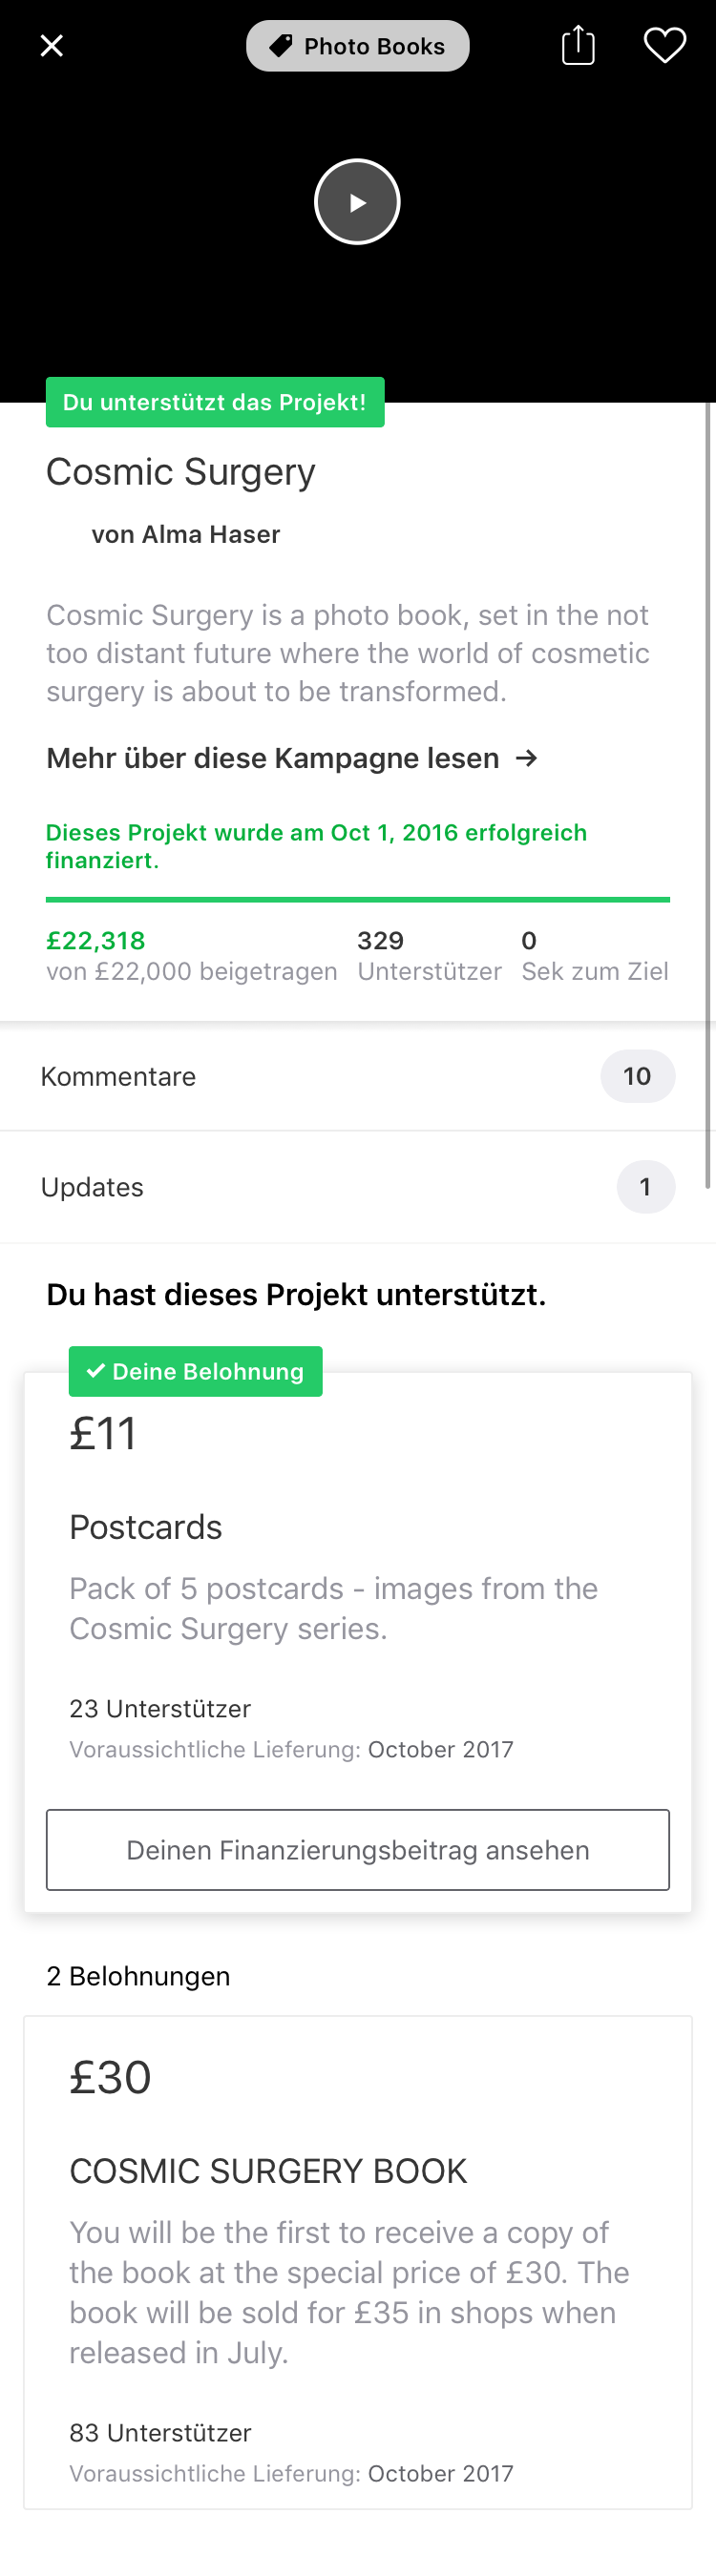 Photo Books
Du unterstützt das Projekt!
Cosmic Surgery
von Alma Haser
Cosmic Surgery is a photo book, set in the not
too distant future where the world of cosmetic
surgery is about to be transformed.
Mehr über diese Kampagne lesen →
Dieses Projekt wurde am Oct 1, 2016 erfolgreich
finanziert.
£22,318 329 0
von £22,000 beigetragen Unterstützer Sek zum Ziel
Kommentare 10
Updates 1
Du hast dieses Projekt unterstützt.
✓ Deine Belohnung
£11
Postcards
Pack of 5 postcards - images from the
Cosmic Surgery series.
23 Unterstützer
Voraussichtliche Lieferung: October 2017
Deinen Finanzierungsbeitrag ansehen
2 Belohnungen
£30
COSMIC SURGERY BOOK
You will be the first to receive a copy of
the book at the special price of £30. The
book will be sold for £35 in shops when
released in July.
83 Unterstützer
Voraussichtliche Lieferung: October 2017